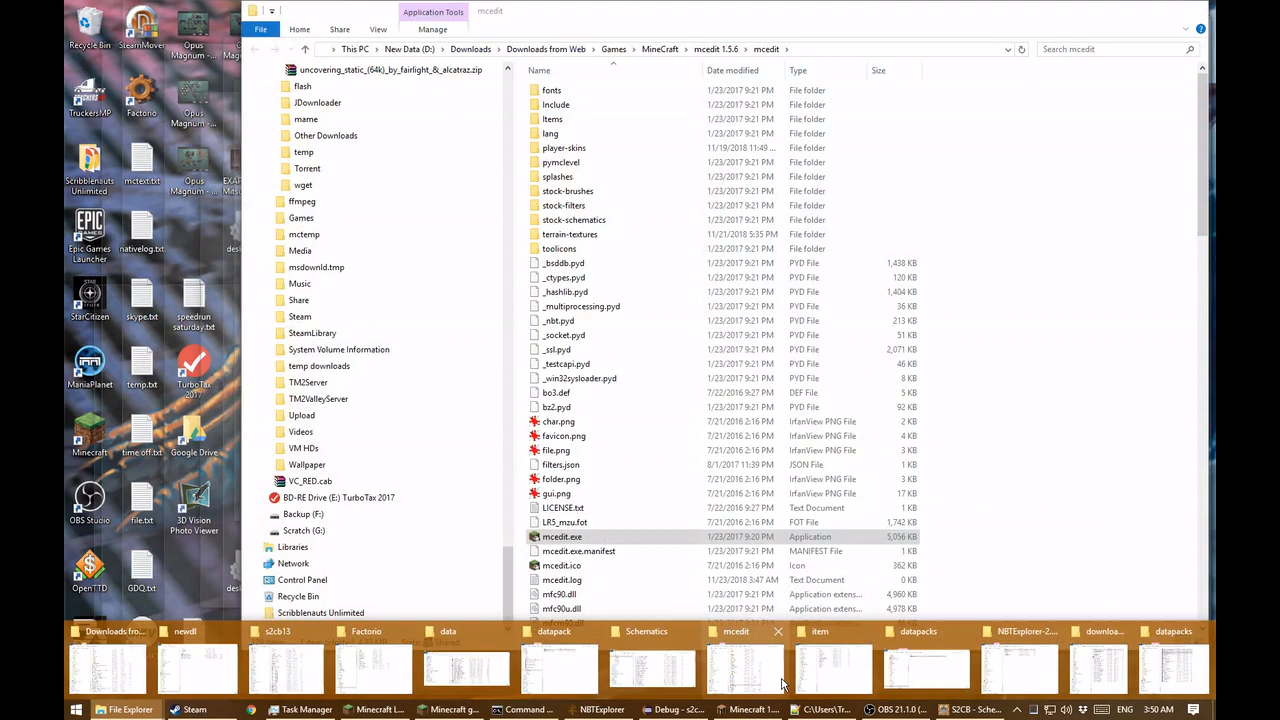 Application Tools
mcedit
File
Home
Share
View
Manage
This PC > New Data (D:) > Downloads > Downloads from Web > Games > MineCraft > mcedit 1.5.6 > mcedit >
Search mcedit
Recycle Bin
SteamMover
Opus Magnum -...
TruckersMP
Factorio
Opus Magnum -...
Scribblenauts Unlimited
mctext.txt
Opus Magnum - ...
EXAP Mitsu
Epic Games Launcher
nativelog.txt
desl
StarCitizen
skype.txt
speedrun saturday.txt
ManiaPlanet
temp.txt
TurboTax 2017
Minecraft
time off.txt
Google Drive
OBS Studio
file.txt
3D Vision Photo Viewer
OpenTTD
GDQ.txt
desl
uncovering_static_(64k)_by_fairlight_&_alcatraz.zip
flash
JDownloader
mame
Other Downloads
temp
Torrent
wget
ffmpeg
Games
mctemp
Media
msdownld.tmp
Music
Share
Steam
SteamLibrary
System Volume Information
temp downloads
TM2Server
TM2ValleyServer
Upload
Videos
VM HDs
Wallpaper
VC_RED.cab
BD-RE Drive (E:) TurboTax 2017
Backup (F:)
Scratch (G:)
Libraries
Network
Control Panel
Recycle Bin
Scribblenauts Unlimited
Name Date modified Type Size
fonts 1/23/2017 9:21 PM File folder
Include 1/23/2017 9:21 PM File folder
Items 1/23/2017 9:21 PM File folder
lang 1/23/2017 9:21 PM File folder
player-skins 11/19/2018 11:49 ... File folder
pymclevel 1/23/2017 9:21 PM File folder
splashes 1/23/2017 9:21 PM File folder
stock-brushes 1/23/2017 9:21 PM File folder
stock-filters 1/23/2017 9:21 PM File folder
stock-schematics 1/23/2017 9:21 PM File folder
terrain-textures 1/21/2018 5:35 PM File folder
toolicons 1/23/2017 9:21 PM File folder
_bsddb.pyd 1/23/2017 9:21 PM PYD File 1,438 KB
_ctypes.pyd 1/23/2017 9:21 PM PYD File 120 KB
_hashlib.pyd 1/23/2017 9:21 PM PYD File 1,404 KB
_multiprocessing.pyd 1/23/2017 9:21 PM PYD File 36 KB
_nbt.pyd 1/23/2017 9:21 PM PYD File 213 KB
_socket.pyd 1/23/2017 9:21 PM PYD File 51 KB
_ssl.pyd 1/23/2017 9:21 PM PYD File 2,071 KB
_testcapi.pyd 1/23/2017 9:21 PM PYD File 46 KB
_win32sysloader.pyd 1/23/2017 9:21 PM PYD File 8 KB
bo3.def 7/22/2016 9:27 PM DEF File 5 KB
bz2.pyd 1/23/2017 9:21 PM PYD File 92 KB
char.png 7/21/2016 2:16 PM IrfanView PNG File 2 KB
favicon.png 7/21/2016 2:16 PM IrfanView PNG File 4 KB
file.png 7/21/2016 2:16 PM IrfanView PNG File 3 KB
filters.json 8/1/2017 11:39 PM JSON File 1 KB
folder.png 7/21/2016 2:16 PM IrfanView PNG File 3 KB
gui.png 7/21/2016 2:16 PM IrfanView PNG File 17 KB
LICENSE.txt 7/22/2016 9:27 PM Text Document 1 KB
LR5_mzu.fot 7/21/2016 2:16 PM FOT File 1,742 KB
mcedit.exe 1/23/2017 9:20 PM Application 5,056 KB
mcedit.exe.manifest 7/21/2016 2:16 PM MANIFEST File 1 KB
mcedit.ico 7/21/2016 2:16 PM Icon 362 KB
mcedit.log 1/23/2018 3:47 AM Text Document 0 KB
mfc90.dll 1/23/2017 9:21 PM Application extens... 4,960 KB
mfc90u.dll 1/23/2017 9:21 PM Application extens... 4,978 KB
Downloads fro...
newdl
s2cb13
Factorio
data
datapack
Schematics
mcedit
item
datapacks
NBTExplorer-2....
downloa...
datapacks
File Explorer
Steam
Task Manager
Minecraft L...
Minecraft g...
Command ...
NBTExplorer
Debug - s2c...
Minecraft 1....
C:\Users\Tr...
OBS 21.1.0 (...
S2CB - Sche...
ENG
3:50 AM